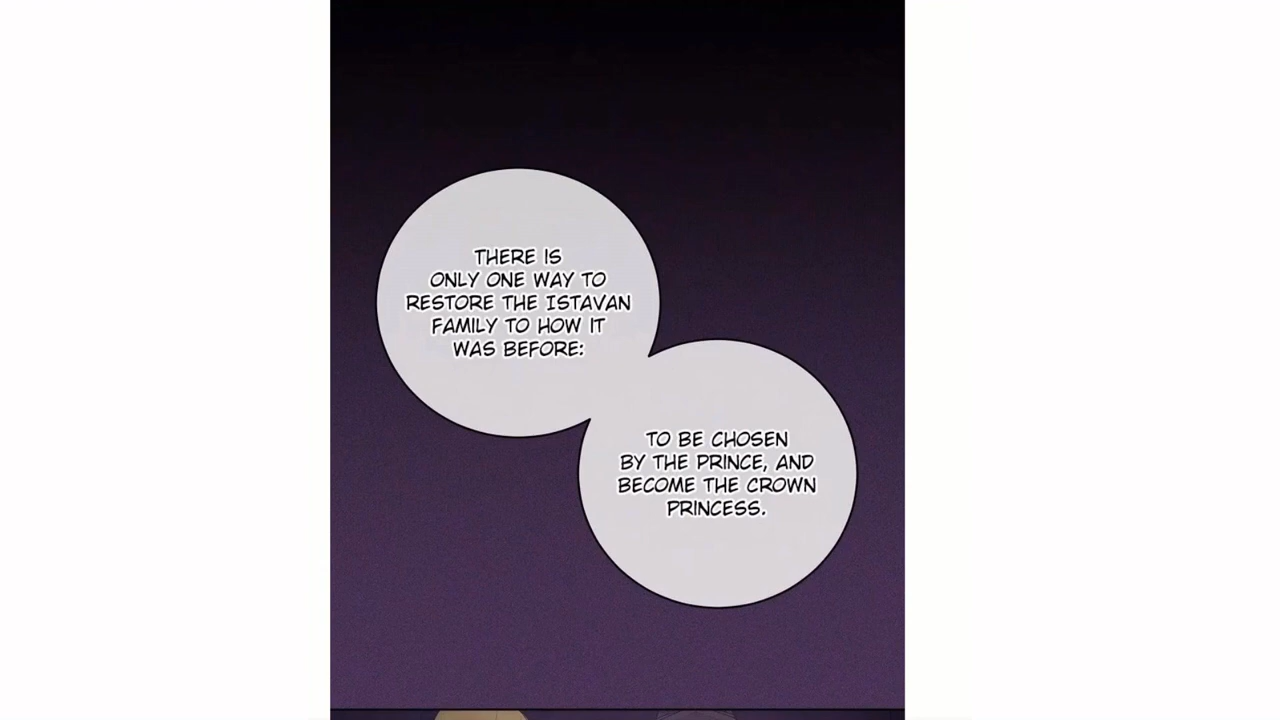 THERE IS
ONLY ONE WAY TO
RESTORE THE ISTAVAN
FAMILY TO HOW IT
WAS BEFORE:
TO BE CHOSEN
BY THE PRINCE, AND
BECOME THE CROWN
PRINCESS.